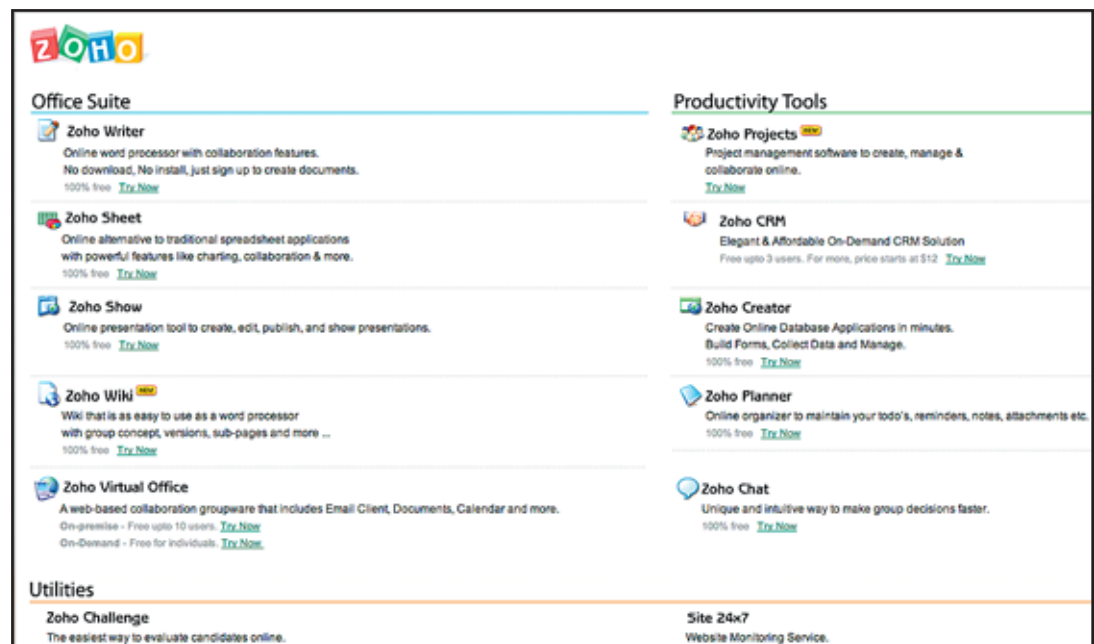 ZOHO
Office Suite
Zoho Writer
Online word processor with collaboration features.
No download, No install, just sign up to create documents.
100% free Try Now
Zoho Sheet
Online alternative to traditional spreadsheet applications
with powerful features like charting, collaboration & more.
100% free Try Now
Zoho Show
Online presentation tool to create, edit, publish, and show presentations.
100% free Try Now
Zoho Wiki NEW
Wiki that is as easy to use as a word processor
with group concept, versions, sub-pages and more ...
100% free Try Now
Zoho Virtual Office
A web-based collaboration groupware that includes Email Client, Documents, Calendar and more.
On-premise - Free upto 10 users. Try Now
On-Demand - Free for individuals. Try Now.
Productivity Tools
Zoho Projects NEW
Project management software to create, manage &
collaborate online.
Try Now
Zoho CRM
Elegant & Affordable On-Demand CRM Solution
Free upto 3 users. For more, price starts at $12 Try Now
Zoho Creator
Create Online Database Applications in minutes.
Build Forms, Collect Data and Manage.
100% free Try Now
Zoho Planner
Online organizer to maintain your todo's, reminders, notes, attachments etc.
100% free Try Now
Zoho Chat
Unique and intuitive way to make group decisions faster.
100% free Try Now
Utilities
Zoho Challenge
The easiest way to evaluate candidates online.
Site 24x7
Website Monitoring Service.